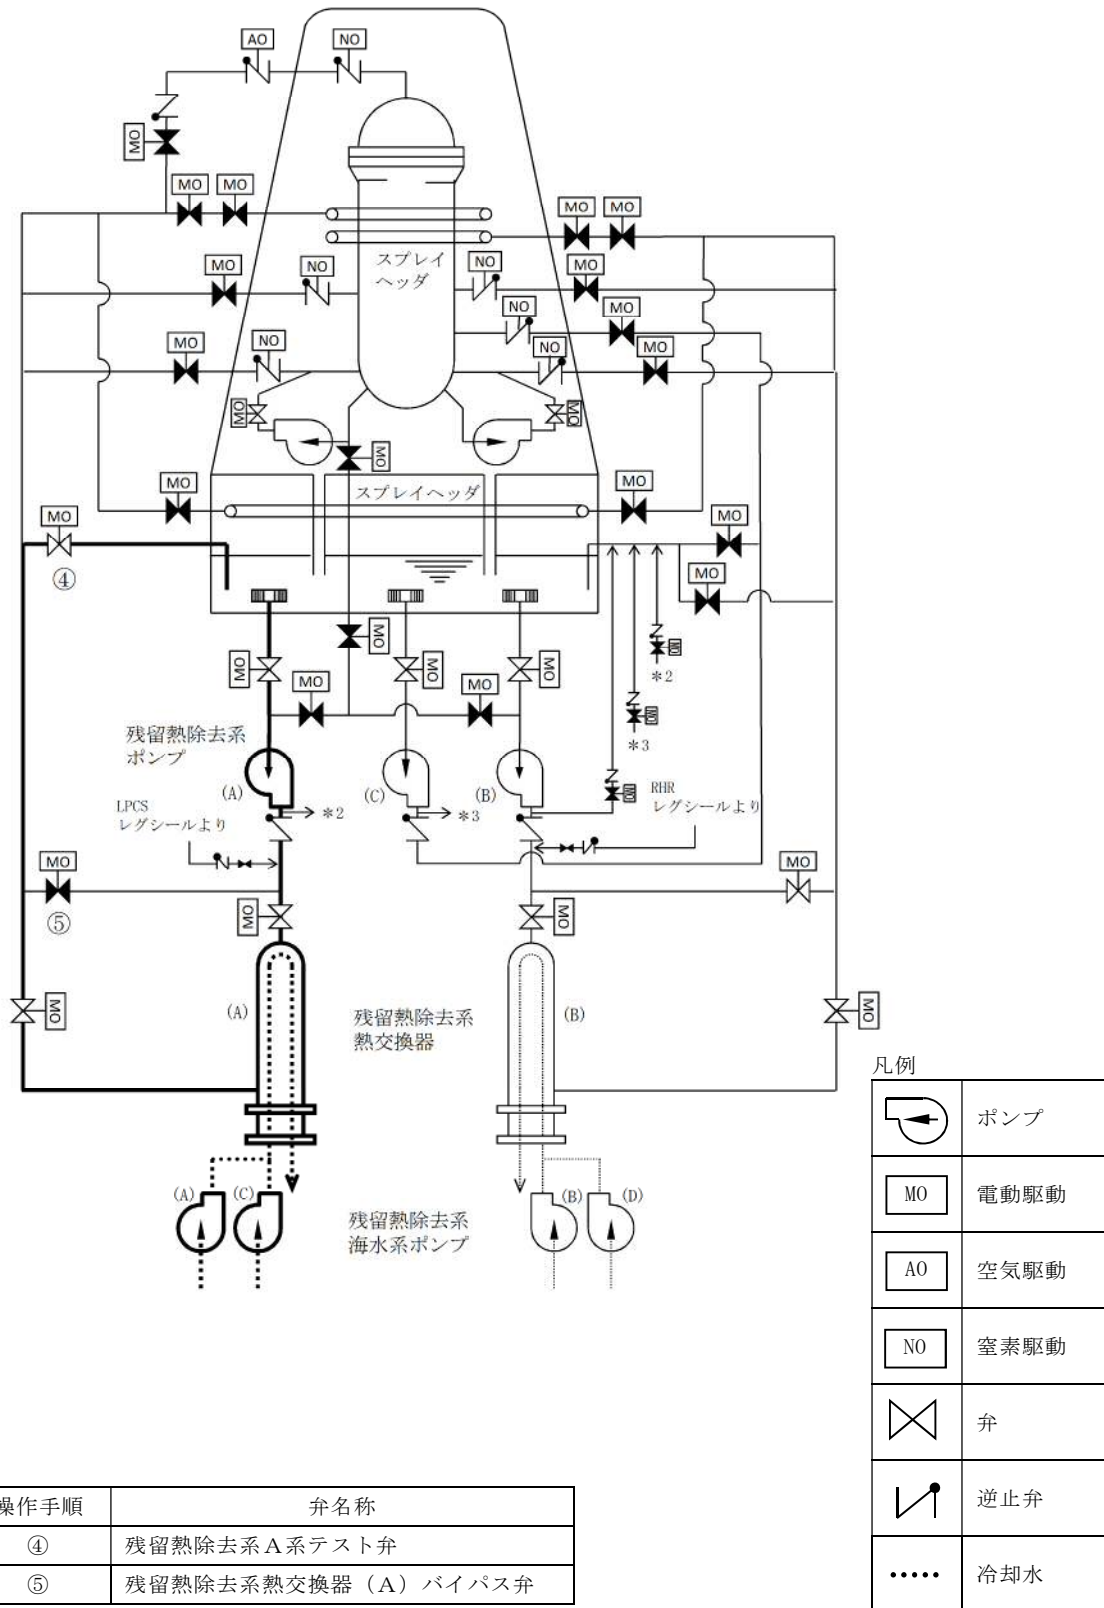 AO
NO
MO
MO
MO
MO
MO
スプレイ
ヘッダ
MO
NO
NO
MO
NO
MO
MO
NO
NO
MO
MO
MO
MO
MO
MO
スプレイヘッダ
MO
MO
MO
④
MO
MO
MO
MO
MO
MO
MO
MO
MO
＊2
MO
＊3
残留熱除去系
ポンプ
(A)
(C)
(B)
MO
RHR
レグシールより
LPCS
レグシールより
＊2
＊3
MO
MO
⑤
MO
MO
MO
MO
(A)
残留熱除去系
熱交換器
(B)
(A)
(C)
(B)
(D)
残留熱除去系
海水系ポンプ
凡例
ポンプ
MO 電動駆動
AO 空気駆動
NO 窒素駆動
弁
逆止弁
冷却水
操作手順 弁名称
④ 残留熱除去系Ａ系テスト弁
⑤ 残留熱除去系熱交換器（Ａ）バイパス弁